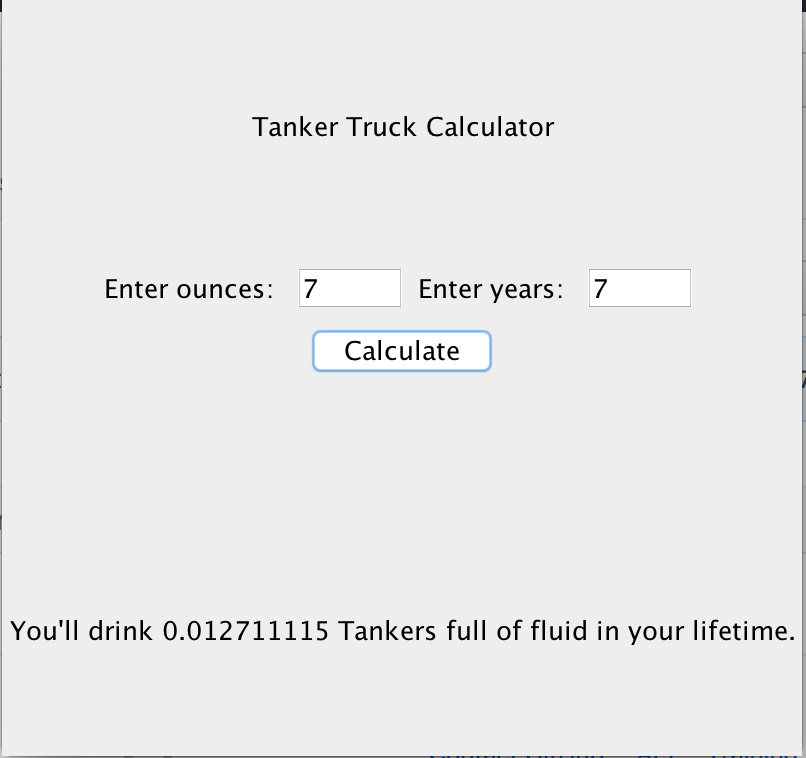 Tanker Truck Calculator
Enter ounces: 7 Enter years: 7
Calculate
You'll drink 0.012711115 Tankers full of fluid in your lifetime.